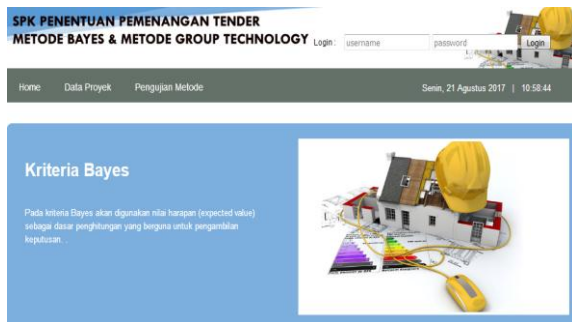 SPK PENENTUAN PEMENANGAN TENDER
METODE BAYES & METODE GROUP TECHNOLOGY
Login : username password Login
Home Data Proyek Pengujian Metode Senin, 21 Agustus 2017 | 10:58:44
Kriteria Bayes
Pada kriteria Bayes akan digunakan nilai harapan (expected value)
sebagai dasar penghitungan yang berguna untuk pengambilan
keputusan. .